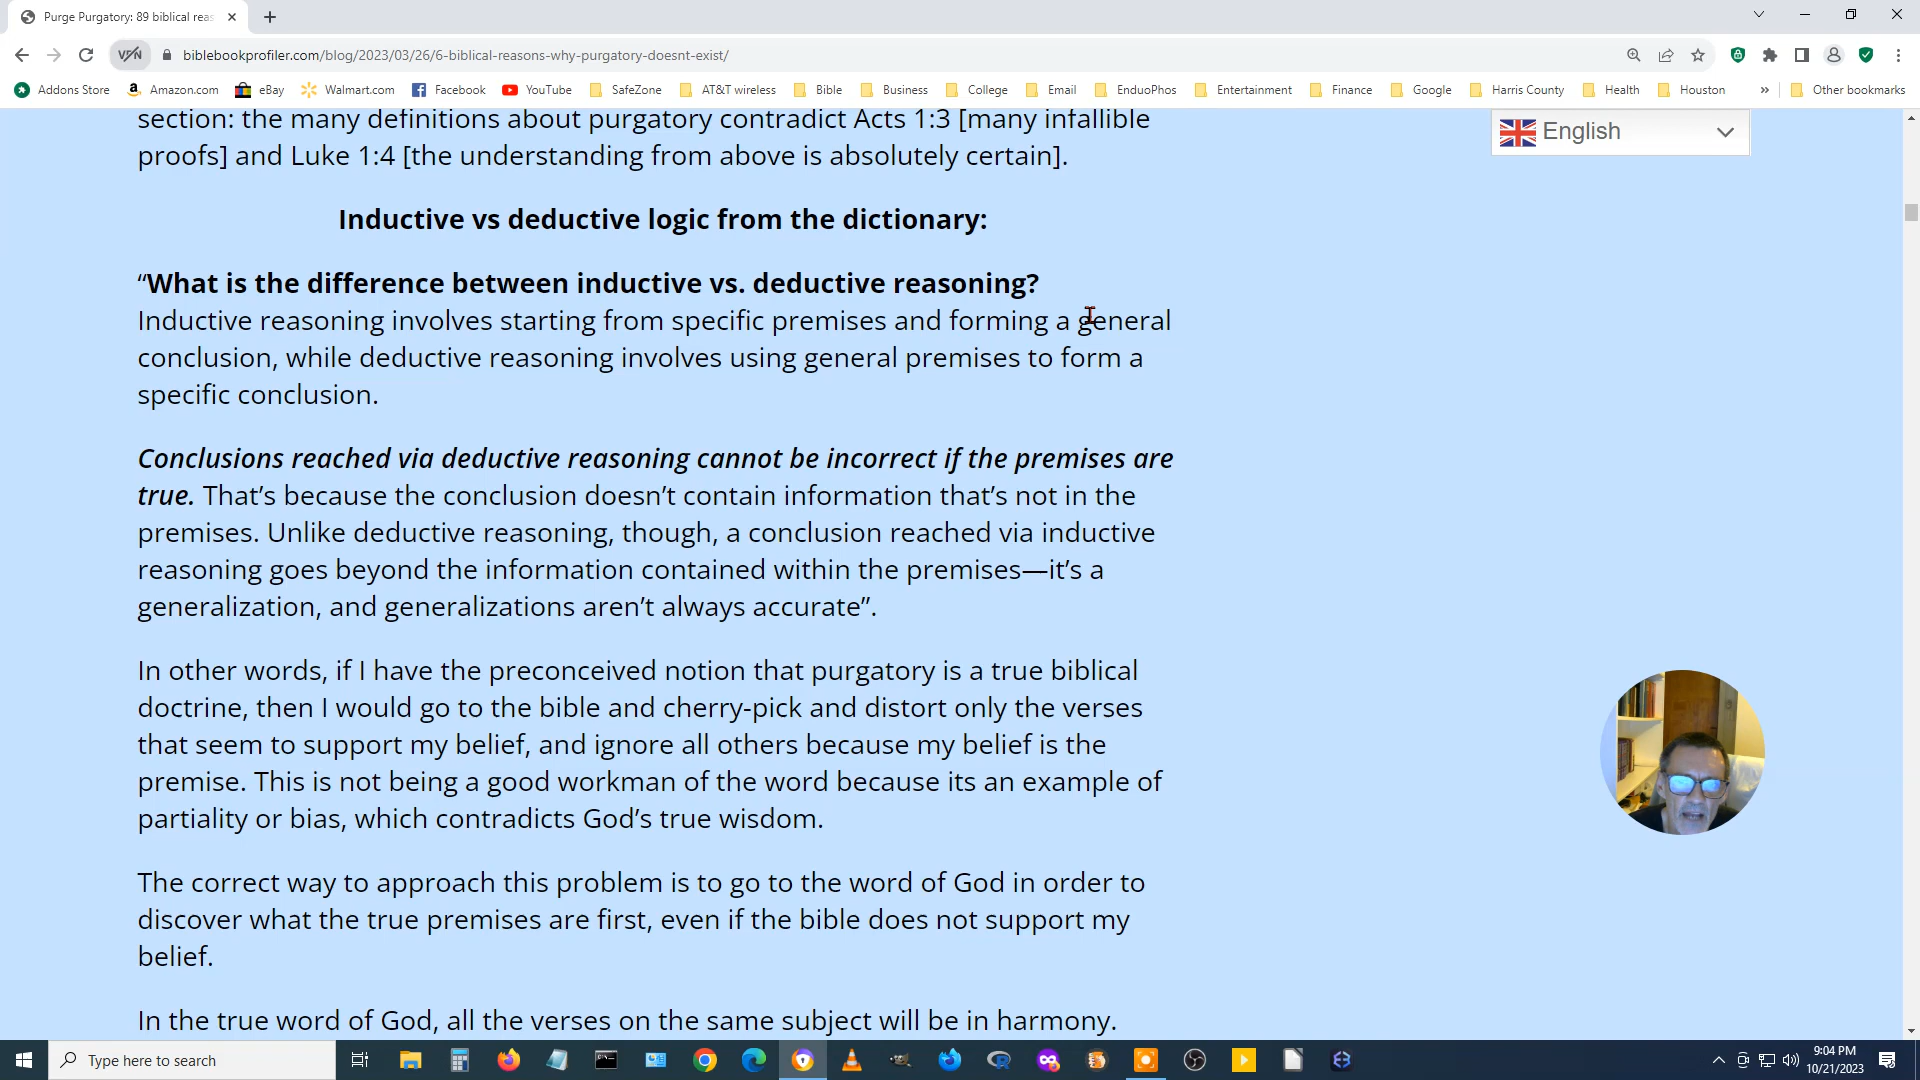 Purge Purgatory: 89 biblical reas
biblebookprofiler.com/blog/2023/03/26/6-biblical-reasons-why-purgatory-doesnt-exist/
VPN
Addons Store
Amazon.com
eBay
Walmart.com
Facebook
YouTube
SafeZone
AT&T wireless
Bible
Business
College
Email
EnduoPhos
Entertainment
Finance
Google
Harris County
Health
Houston
»
Other bookmarks
English
section: the many definitions about purgatory contradict Acts 1:3 [many infallible
proofs] and Luke 1:4 [the understanding from above is absolutely certain].
Inductive vs deductive logic from the dictionary:
“What is the difference between inductive vs. deductive reasoning?
Inductive reasoning involves starting from specific premises and forming a general
conclusion, while deductive reasoning involves using general premises to form a
specific conclusion.
Conclusions reached via deductive reasoning cannot be incorrect if the premises are
true. That’s because the conclusion doesn’t contain information that’s not in the
premises. Unlike deductive reasoning, though, a conclusion reached via inductive
reasoning goes beyond the information contained within the premises—it’s a
generalization, and generalizations aren’t always accurate”.
In other words, if I have the preconceived notion that purgatory is a true biblical
doctrine, then I would go to the bible and cherry-pick and distort only the verses
that seem to support my belief, and ignore all others because my belief is the
premise. This is not being a good workman of the word because its an example of
partiality or bias, which contradicts God’s true wisdom.
The correct way to approach this problem is to go to the word of God in order to
discover what the true premises are first, even if the bible does not support my
belief.
In the true word of God, all the verses on the same subject will be in harmony.
Type here to search
9:04 PM
10/21/2023